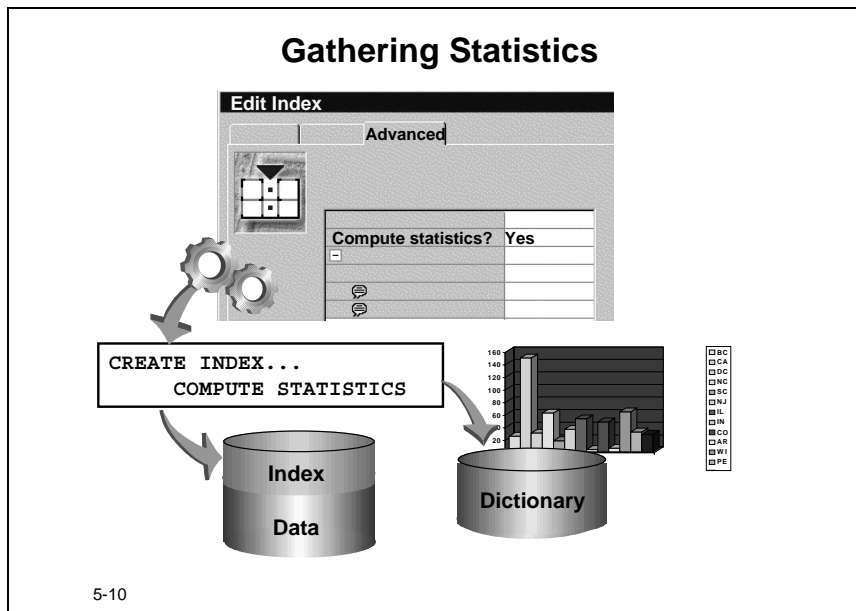 Gathering Statistics
Edit Index
Advanced
Compute statistics? Yes
CREATE INDEX...
COMPUTE STATISTICS
160
140
120
100
80
60
40
20
BC
CA
DC
NC
SC
NJ
IL
IN
CO
AR
WI
PE
Index
Data
Dictionary
5-10